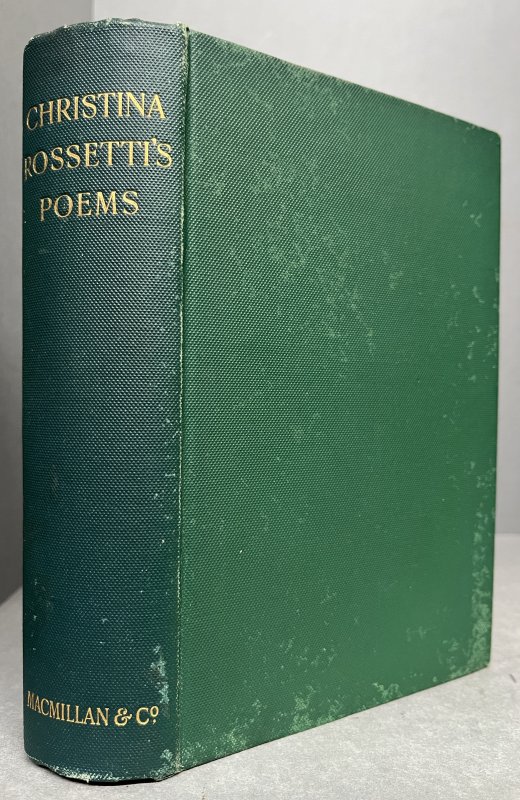 CHRISTINA
ROSSETTI'S
POEMS
MACMILLAN & Cº